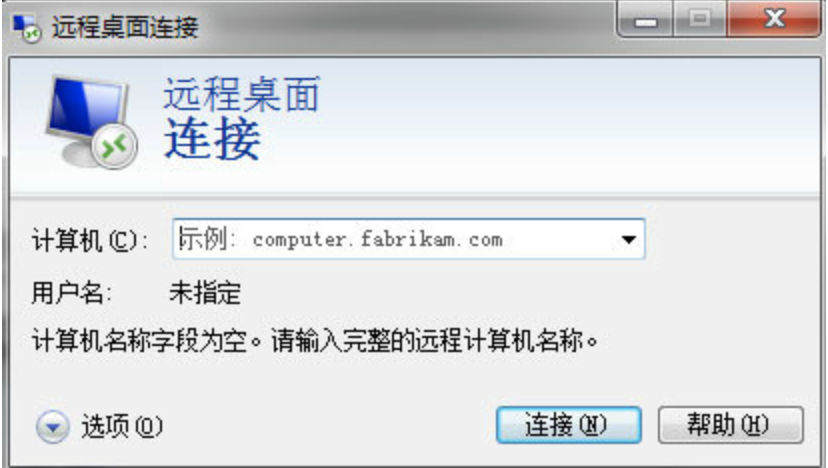 远程桌面连接
远程桌面
连接
计算机(C): 示例: computer.fabrikam.com
用户名: 未指定
计算机名称字段为空。请输入完整的远程计算机名称。
选项(O) 连接(N) 帮助(H)